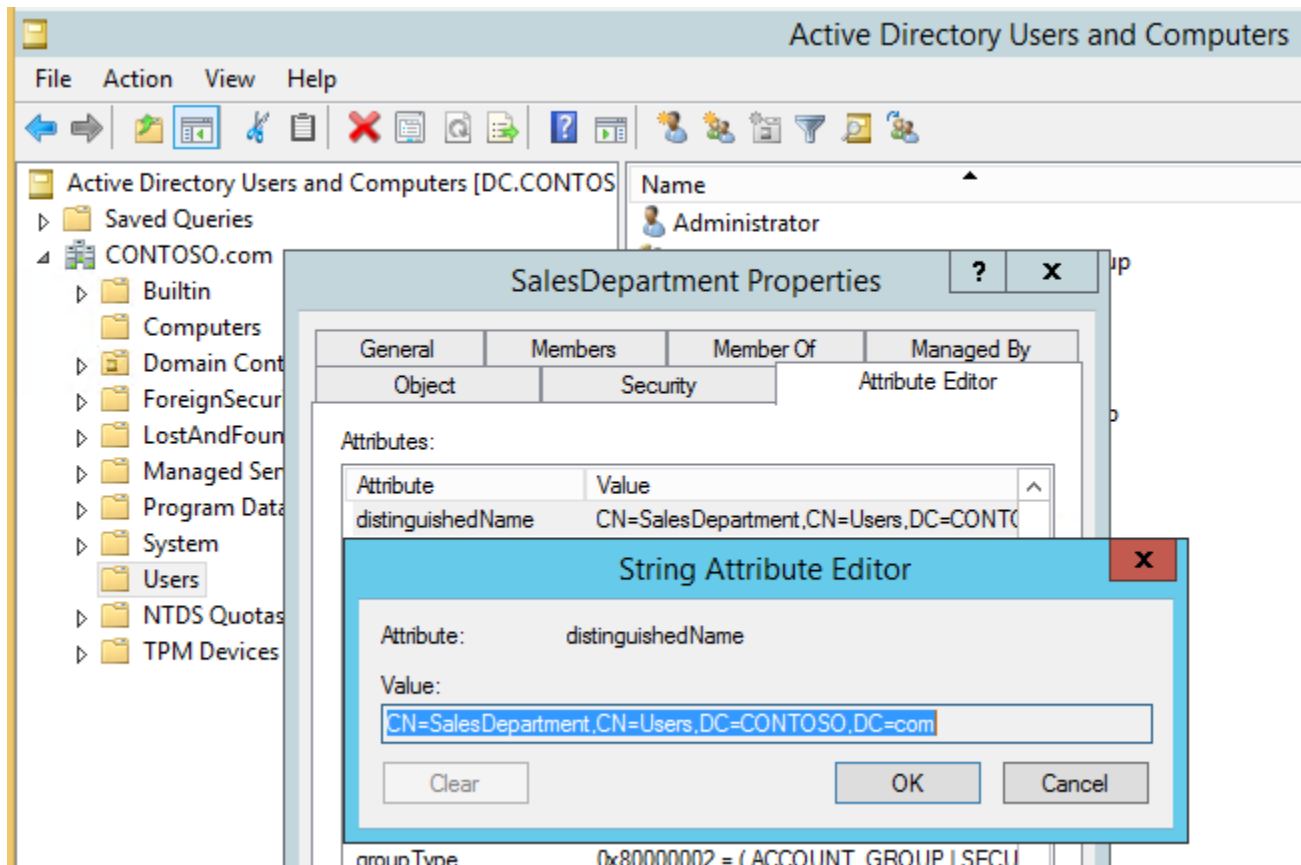 Active Directory Users and Computers
File Action View Help
Active Directory Users and Computers [DC.CONTOS
Name
Saved Queries
Administrator
CONTOSO.com
up
SalesDepartment Properties
? x
Builtin
Computers
General Members Member Of Managed By
Domain Cont
Object Security Attribute Editor
ForeignSecuri
LostAndFoun
Attributes:
Managed Ser
Attribute Value
Program Data
distinguishedName CN=SalesDepartment,CN=Users,DC=CONTO
System
String Attribute Editor
x
Users
NTDS Quotas
Attribute: distinguishedName
TPM Devices
Value:
CN=SalesDepartment,CN=Users,DC=CONTOSO,DC=com
Clear OK Cancel
groupType 0x80000002 = ( ACCOUNT_GROUP | SECU